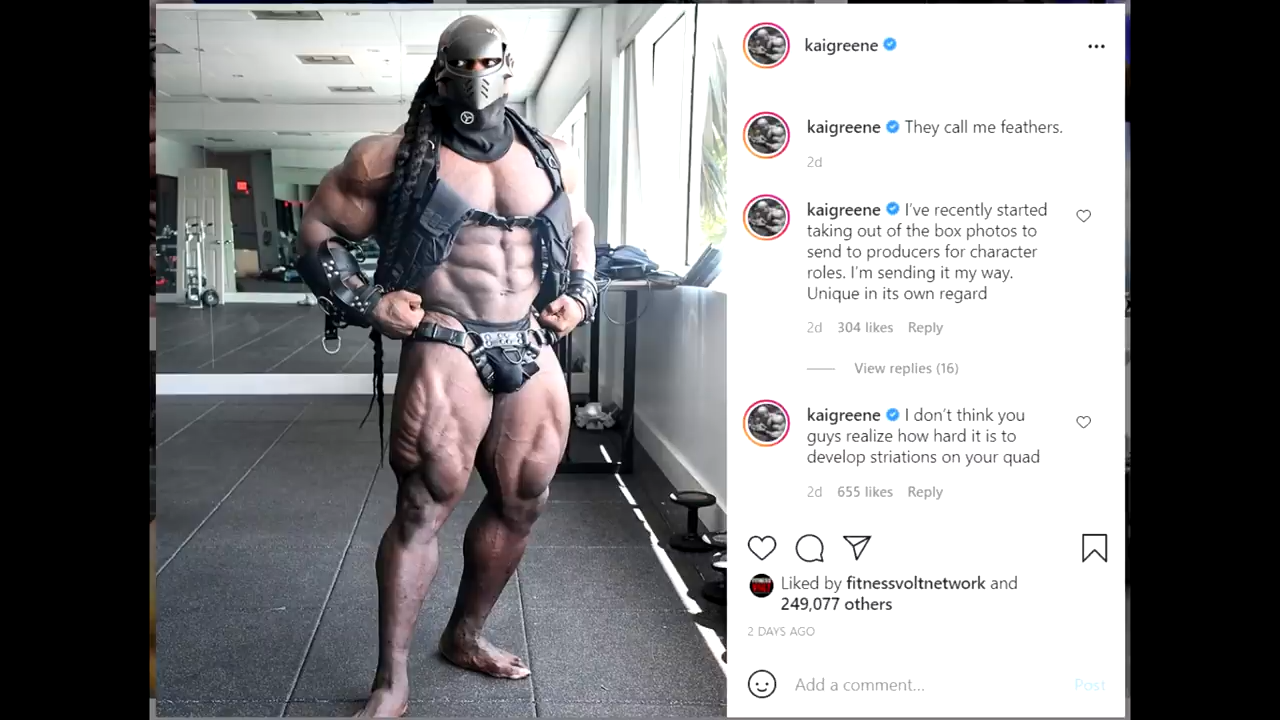 kaigreene
kaigreene They call me feathers.
2d
kaigreene I've recently started
taking out of the box photos to
send to producers for character
roles. I'm sending it my way.
Unique in its own regard
2d 304 likes Reply
View replies (16)
kaigreene I don't think you
guys realize how hard it is to
develop striations on your quad
2d 655 likes Reply
Liked by fitnessvoltnetwork and
249,077 others
2 DAYS AGO
Add a comment...
Post